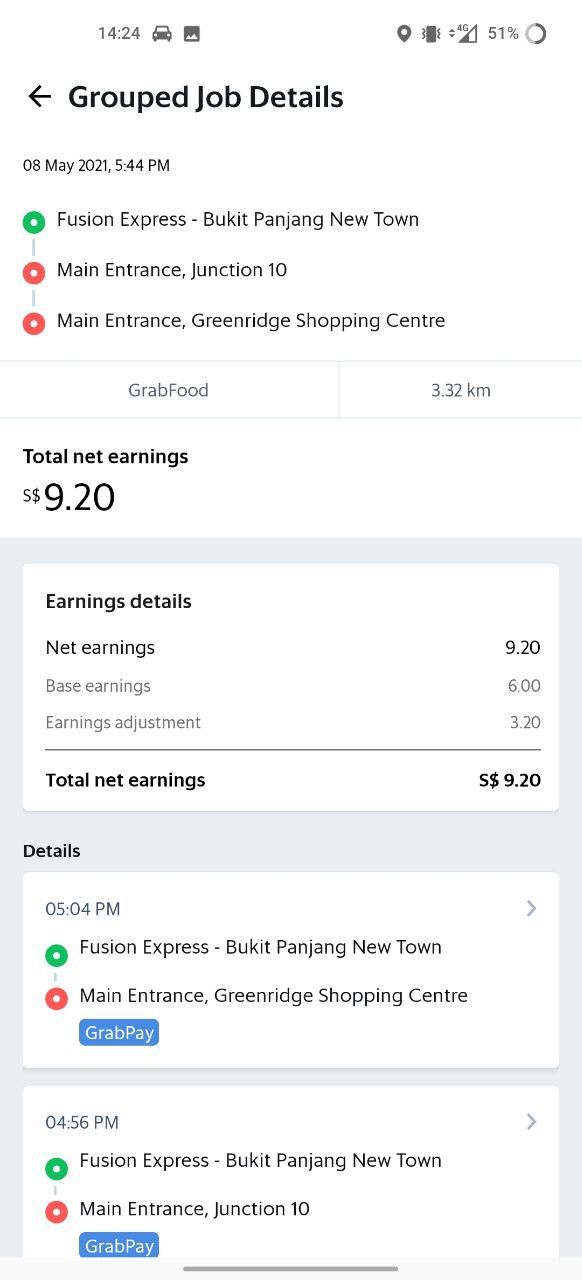 14:24 4G 51%
Grouped Job Details
08 May 2021, 5:44 PM
Fusion Express - Bukit Panjang New Town
Main Entrance, Junction 10
Main Entrance, Greenridge Shopping Centre
GrabFood 3.32 km
Total net earnings
S$ 9.20
Earnings details
Net earnings 9.20
Base earnings 6.00
Earnings adjustment 3.20
Total net earnings S$ 9.20
Details
05:04 PM
Fusion Express - Bukit Panjang New Town
Main Entrance, Greenridge Shopping Centre
GrabPay
04:56 PM
Fusion Express - Bukit Panjang New Town
Main Entrance, Junction 10
GrabPay